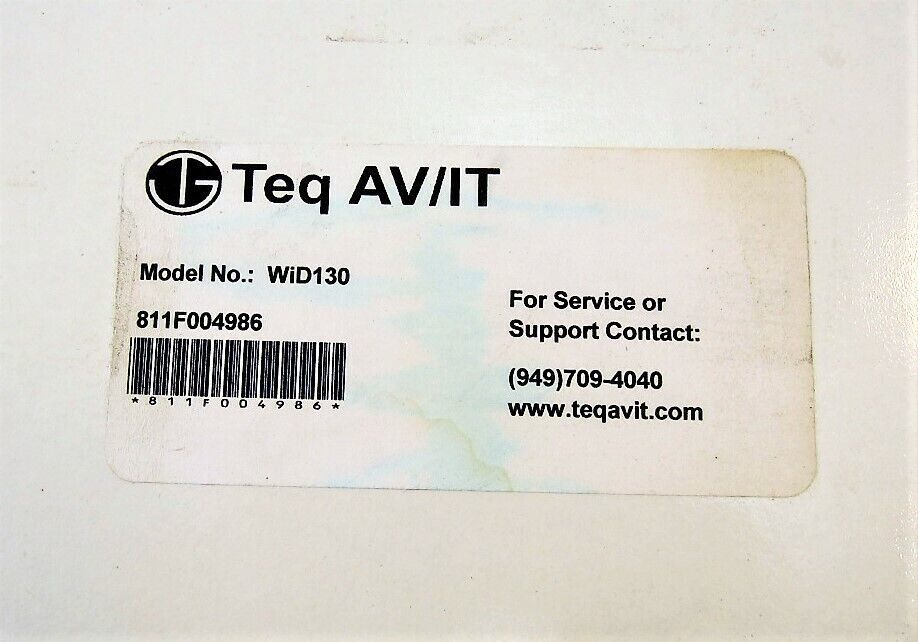 TG Teq AV/IT
Model No.: WiD130
811F004986
*811F004986*
For Service or
Support Contact:
(949)709-4040
www.teqavit.com